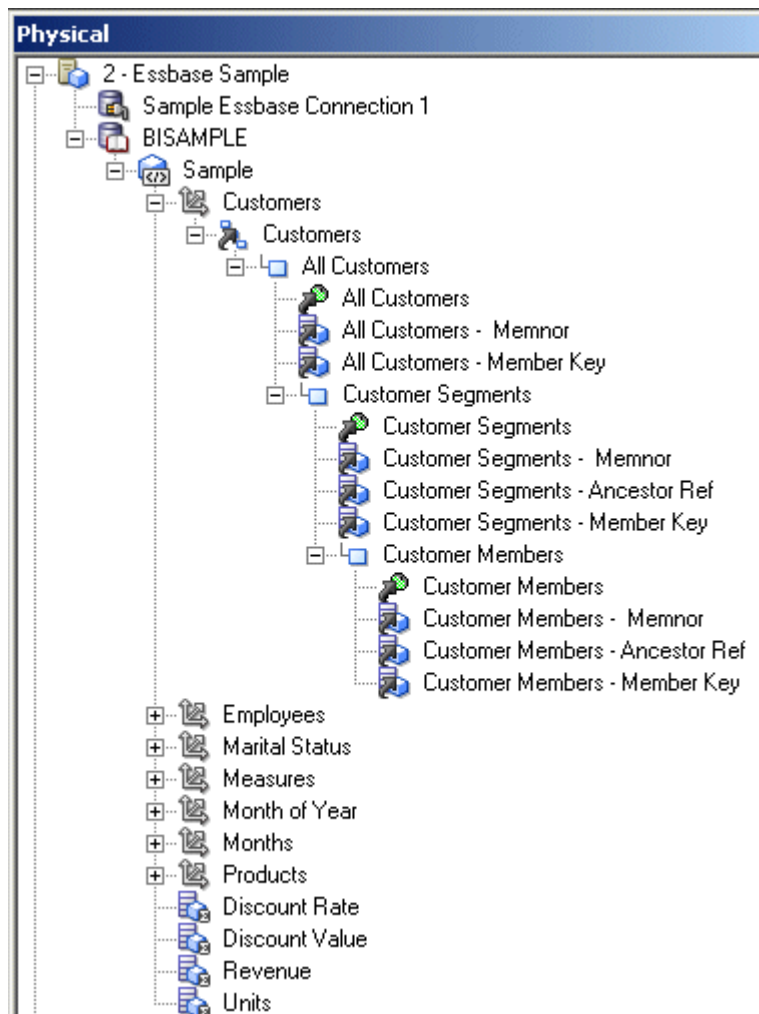 Physical
2 - Essbase Sample
Sample Essbase Connection 1
BISAMPLE
Sample
Customers
Customers
All Customers
All Customers
All Customers -  Memnor
All Customers - Member Key
Customer Segments
Customer Segments
Customer Segments -  Memnor
Customer Segments - Ancestor Ref
Customer Segments - Member Key
Customer Members
Customer Members
Customer Members -  Memnor
Customer Members - Ancestor Ref
Customer Members - Member Key
Employees
Marital Status
Measures
Month of Year
Months
Products
Discount Rate
Discount Value
Revenue
Units